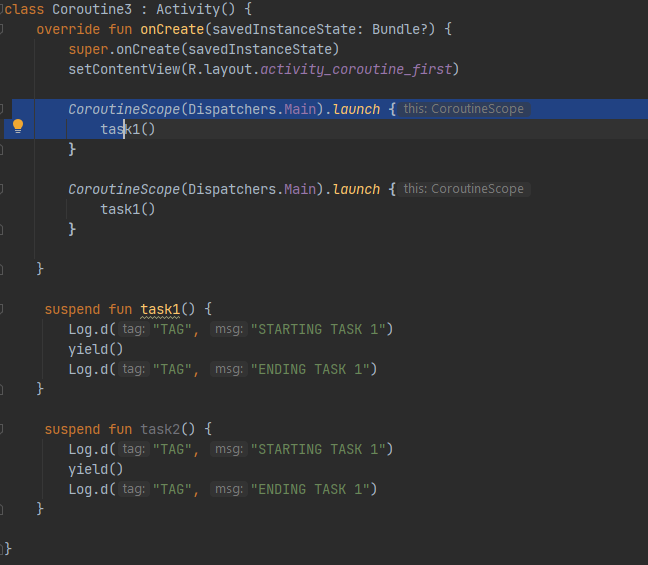 class Coroutine3 : Activity() {
override fun onCreate(savedInstanceState: Bundle?) {
super.onCreate(savedInstanceState)
setContentView(R.layout.activity_coroutine_first)
CoroutineScope(Dispatchers.Main).launch { this: CoroutineScope
task1()
}
CoroutineScope(Dispatchers.Main).launch { this: CoroutineScope
task1()
}
}
suspend fun task1() {
Log.d( tag: "TAG", msg: "STARTING TASK 1")
yield()
Log.d( tag: "TAG", msg: "ENDING TASK 1")
}
suspend fun task2() {
Log.d( tag: "TAG", msg: "STARTING TASK 1")
yield()
Log.d( tag: "TAG", msg: "ENDING TASK 1")
}
}